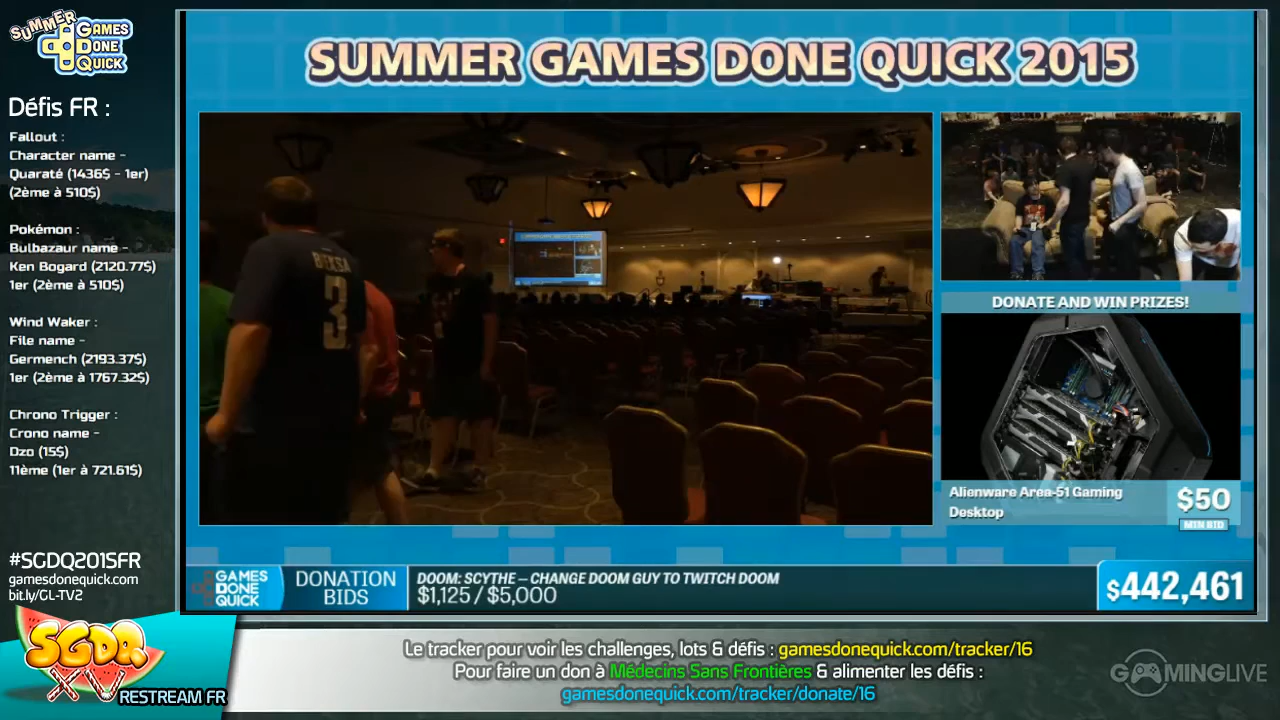 SUMMER
GAMES
DONE
QUICK
Défis FR :
Fallout :
Character name -
Quaraté (1436$ - 1er)
(2ème à 510$)
Pokémon :
Bulbazaur name -
Ken Bogard (2120.77$)
1er (2ème à 510$)
Wind Waker :
File name -
Germench (2193.37$)
1er (2ème à 1767.32$)
Chrono Trigger :
Crono name -
Dzo (15$)
11ème (1er à 721.61$)
#SGDQ2015FR
gamesdonequick.com
bit.ly/GL-TV2
SGDQ
XV
RESTREAM FR
SUMMER GAMES DONE QUICK 2015
3
DONATE AND WIN PRIZES!
Alienware Area-51 Gaming
Desktop
$50
MIN BID
GAMES
DONE
QUICK
DONATION
BIDS
DOOM: SCYTHE – CHANGE DOOM GUY TO TWITCH DOOM
$1,125 / $5,000
$442,461
Le tracker pour voir les challenges, lots & défis : gamesdonequick.com/tracker/16
Pour faire un don à Médecins Sans Frontières & alimenter les défis :
gamesdonequick.com/tracker/donate/16
GAMINGLIVE